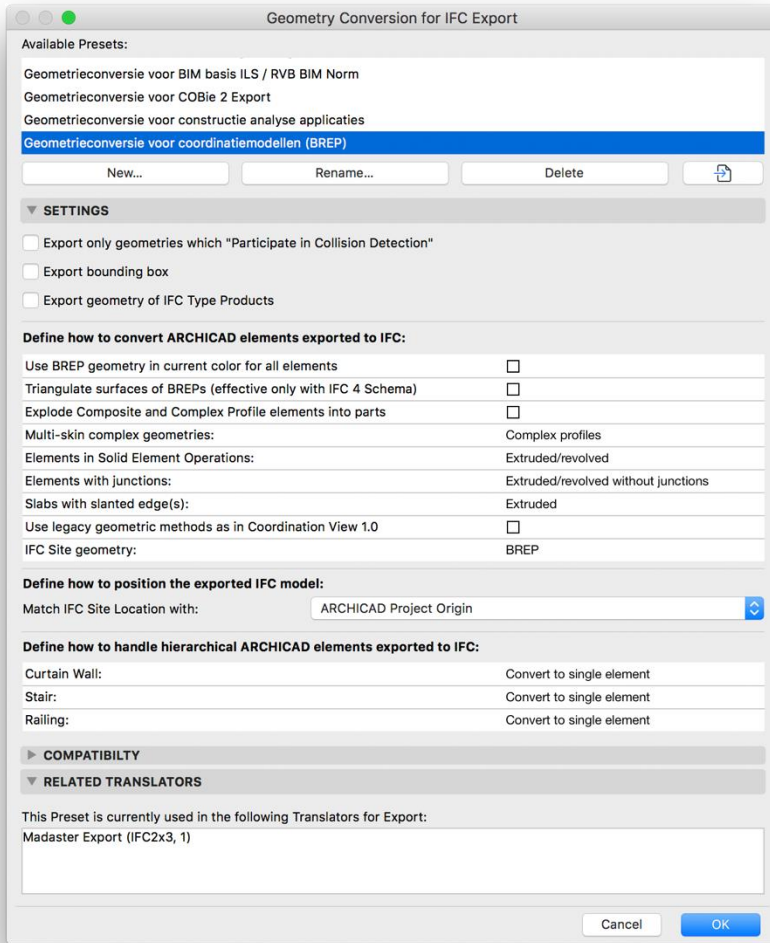 Geometry Conversion for IFC Export
Available Presets:
Geometrieconversie voor BIM basis ILS / RVB BIM Norm
Geometrieconversie voor COBie 2 Export
Geometrieconversie voor constructie analyse applicaties
Geometrieconversie voor coordinatiemodellen (BREP)
New... Rename... Delete
SETTINGS
Export only geometries which "Participate in Collision Detection"
Export bounding box
Export geometry of IFC Type Products
Define how to convert ARCHICAD elements exported to IFC:
Use BREP geometry in current color for all elements
Triangulate surfaces of BREPs (effective only with IFC 4 Schema)
Explode Composite and Complex Profile elements into parts
Multi-skin complex geometries: Complex profiles
Elements in Solid Element Operations: Extruded/revolved
Elements with junctions: Extruded/revolved without junctions
Slabs with slanted edge(s): Extruded
Use legacy geometric methods as in Coordination View 1.0
IFC Site geometry: BREP
Define how to position the exported IFC model:
Match IFC Site Location with: ARCHICAD Project Origin
Define how to handle hierarchical ARCHICAD elements exported to IFC:
Curtain Wall: Convert to single element
Stair: Convert to single element
Railing: Convert to single element
COMPATIBILTY
RELATED TRANSLATORS
This Preset is currently used in the following Translators for Export:
Madaster Export (IFC2x3, 1)
Cancel OK